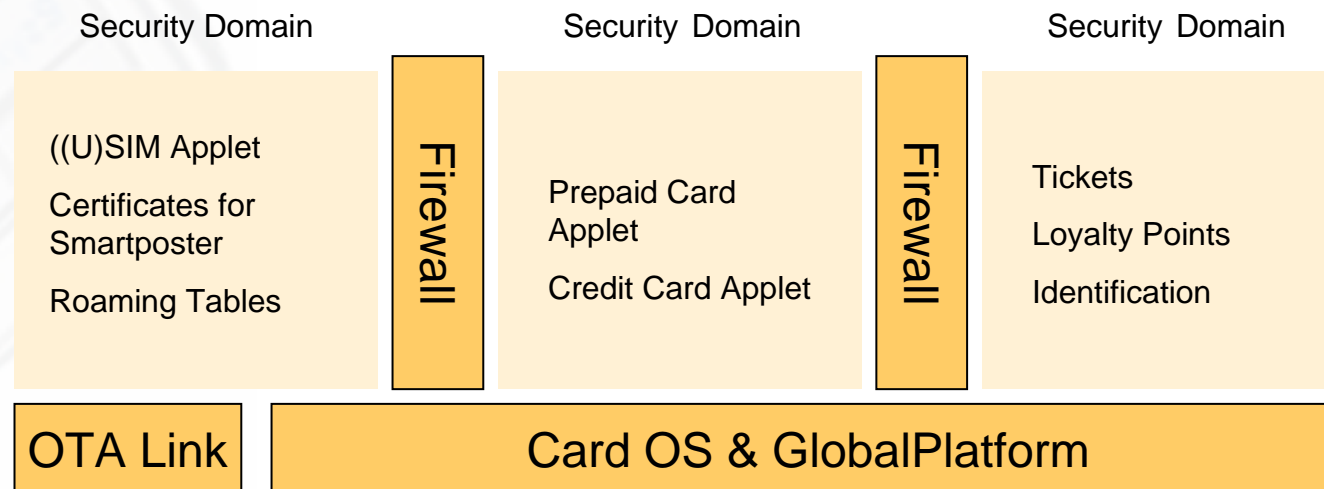 Security Domain
Security Domain
Security Domain
((U)SIM Applet
Certificates for
Smartposter
Roaming Tables
Firewall
Prepaid Card
Applet
Credit Card Applet
Firewall
Tickets
Loyalty Points
Identification
OTA Link
Card OS & GlobalPlatform